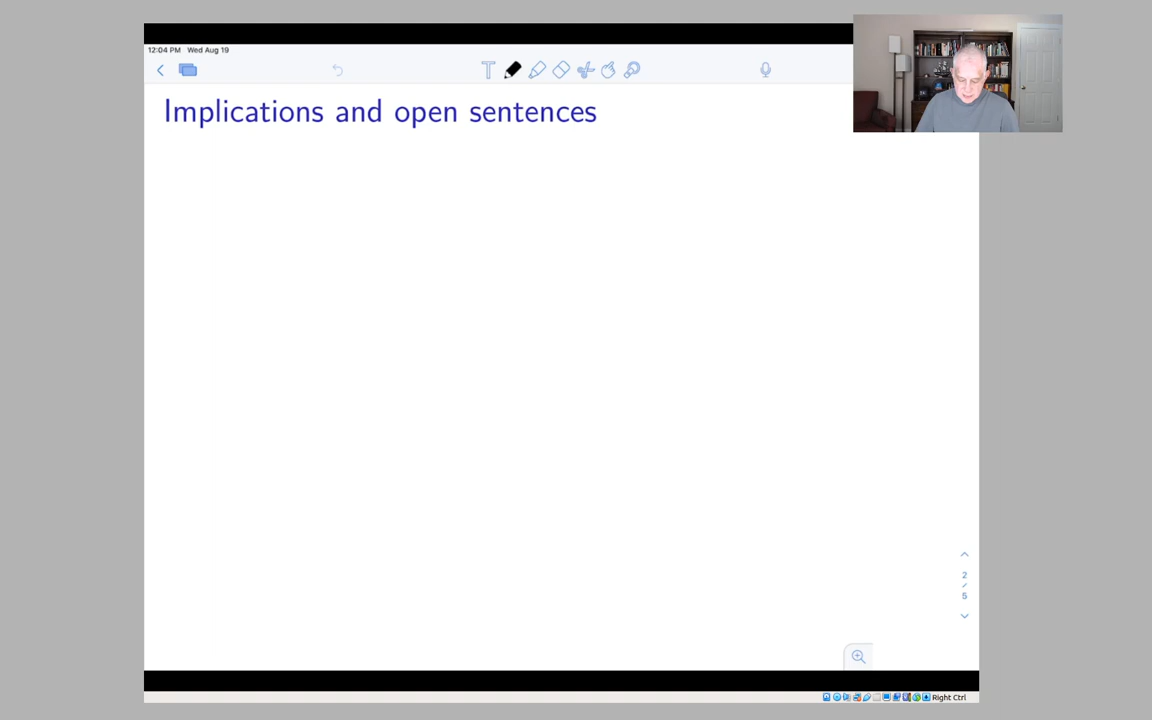 12:04 PM Wed Aug 19
Implications and open sentences
2
/
5
Right Ctrl